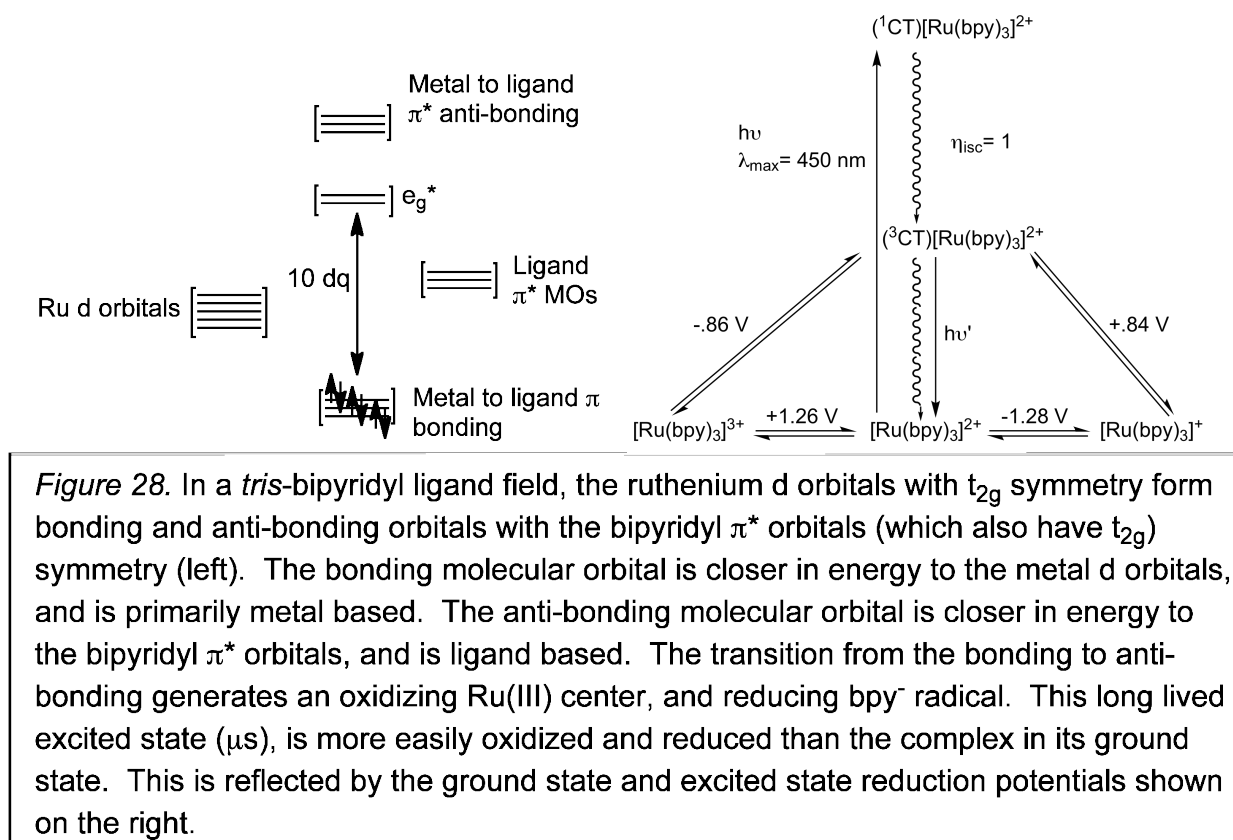 Metal to ligand
π* anti-bonding
eg*
10 dq
Ligand
π* MOs
Ru d orbitals
Metal to ligand π
bonding
(¹CT)[Ru(bpy)₃]²⁺
hυ
λmax= 450 nm
ηisc= 1
(³CT)[Ru(bpy)₃]²⁺
-.86 V
hυ'
+.84 V
[Ru(bpy)₃]³⁺
+1.26 V
[Ru(bpy)₃]²⁺
-1.28 V
[Ru(bpy)₃]⁺
Figure 28. In a tris-bipyridyl ligand field, the ruthenium d orbitals with t₂g symmetry form
bonding and anti-bonding orbitals with the bipyridyl π* orbitals (which also have t₂g)
symmetry (left). The bonding molecular orbital is closer in energy to the metal d orbitals,
and is primarily metal based. The anti-bonding molecular orbital is closer in energy to
the bipyridyl π* orbitals, and is ligand based. The transition from the bonding to anti-
bonding generates an oxidizing Ru(III) center, and reducing bpy⁻ radical. This long lived
excited state (μs), is more easily oxidized and reduced than the complex in its ground
state. This is reflected by the ground state and excited state reduction potentials shown
on the right.